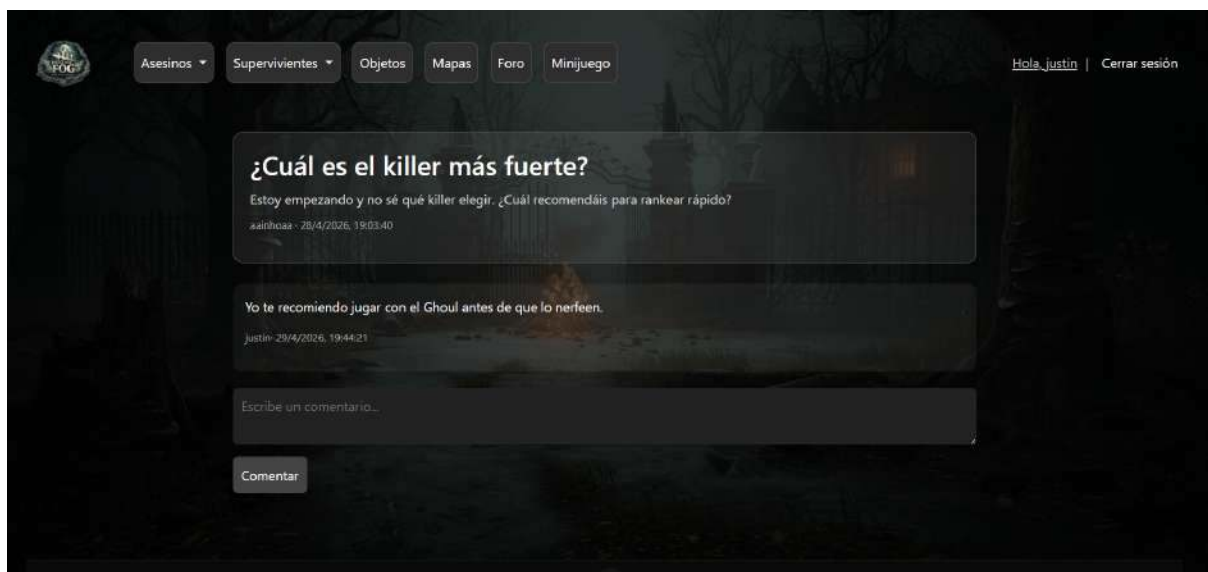 FOG
Asesinos
Supervivientes
Objetos
Mapas
Foro
Minijuego
Hola, justin | Cerrar sesión
¿Cuál es el killer más fuerte?
Estoy empezando y no sé qué killer elegir. ¿Cuál recomendáis para rankear rápido?
aainhoaa - 28/4/2026, 19:03:40
Yo te recomiendo jugar con el Ghoul antes de que lo nerfeen.
justin- 29/4/2026, 19:44:21
Escribe un comentario...
Comentar